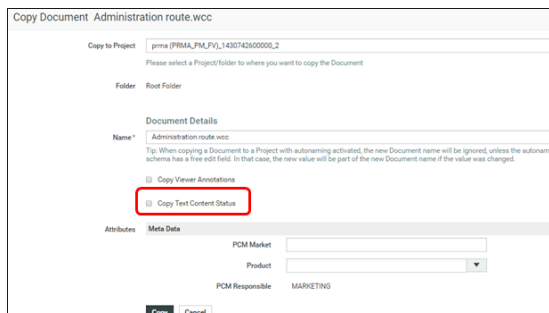 Copy Document Administration route.wcc
Copy to Project prma (PRMA_PM_FV)_1430742600000_2
Please select a Project/folder to where you want to copy the Document
Folder Root Folder
Document Details
Name* Administration route.wcc
Tip: When copying a Document to a Project with autonaming activated, the new Document name will be ignored, unless the autonam
schema has a free edit field. In that case, the new value will be part of the new Document name if the value was changed.
Copy Viewer Annotations
Copy Text Content Status
Attributes Meta Data
PCM Market
Product
PCM Responsible MARKETING
Copy Cancel